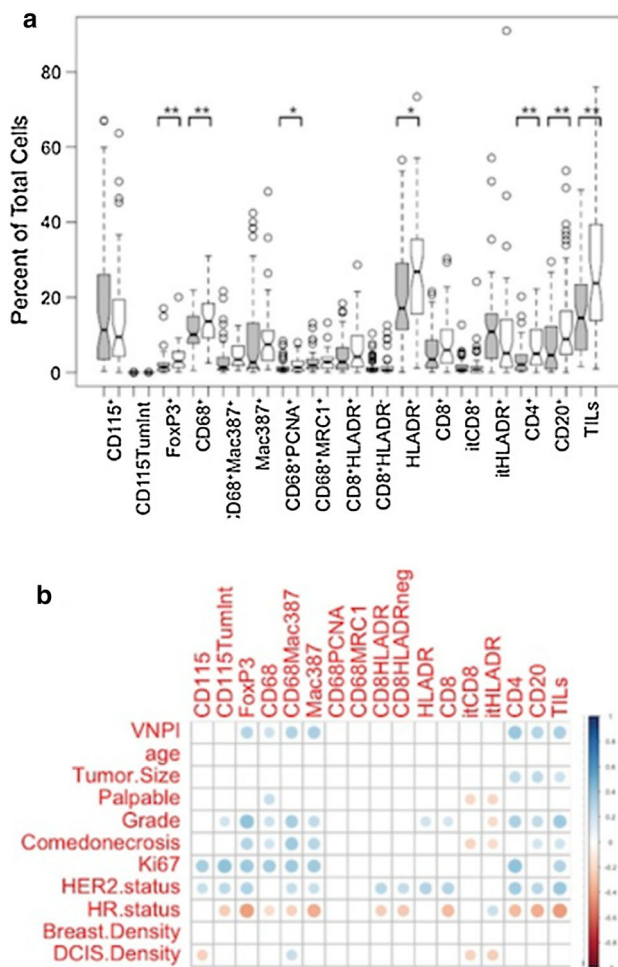 a
Percent of Total Cells
80
60
40
20
0
** ** * * ** ** **
CD115+
CD115TumInt
FoxP3+
CD68+
CD68+Mac387+
Mac387+
CD68+PCNA+
CD68+MRC1+
CD8+HLADR+
CD8+HLADR-
HLADR+
CD8+
itCD8+
itHLADR+
CD4+
CD20+
TILs
b
CD115
CD115TumInt
FoxP3
CD68
CD68Mac387
Mac387
CD68PCNA
CD68MRC1
CD8HLADR
CD8HLADRneg
HLADR
CD8
itCD8
itHLADR
CD4
CD20
TILs
VNPI
age
Tumor.Size
Palpable
Grade
Comedonecrosis
Ki67
HER2.status
HR.status
Breast.Density
DCIS.Density
1
0.8
0.6
0.4
0.2
0
-0.2
-0.4
-0.6
-0.8
-1